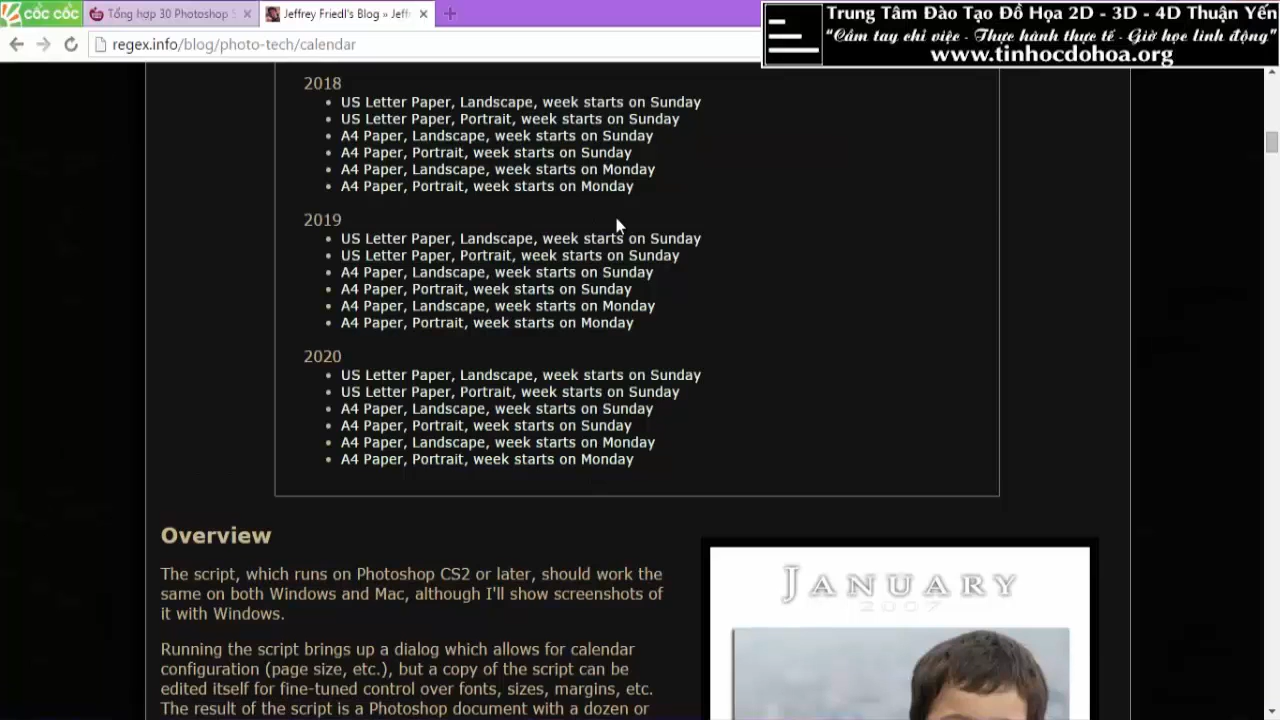 cốc cốc
Tổng hợp 30 Photoshop
Jeffrey Friedl's Blog » Jeff
regex.info/blog/photo-tech/calendar
Trung Tâm Đào Tạo Đồ Họa 2D - 3D - 4D Thuận Yến
"Cầm tay chỉ việc - Thực hành thực tế - Giờ học linh động"
www.tinhocdohoa.org
2018
US Letter Paper, Landscape, week starts on Sunday
US Letter Paper, Portrait, week starts on Sunday
A4 Paper, Landscape, week starts on Sunday
A4 Paper, Portrait, week starts on Sunday
A4 Paper, Landscape, week starts on Monday
A4 Paper, Portrait, week starts on Monday
2019
US Letter Paper, Landscape, week starts on Sunday
US Letter Paper, Portrait, week starts on Sunday
A4 Paper, Landscape, week starts on Sunday
A4 Paper, Portrait, week starts on Sunday
A4 Paper, Landscape, week starts on Monday
A4 Paper, Portrait, week starts on Monday
2020
US Letter Paper, Landscape, week starts on Sunday
US Letter Paper, Portrait, week starts on Sunday
A4 Paper, Landscape, week starts on Sunday
A4 Paper, Portrait, week starts on Sunday
A4 Paper, Landscape, week starts on Monday
A4 Paper, Portrait, week starts on Monday
Overview
The script, which runs on Photoshop CS2 or later, should work the
same on both Windows and Mac, although I'll show screenshots of
it with Windows.
Running the script brings up a dialog which allows for calendar
configuration (page size, etc.), but a copy of the script can be
edited itself for fine-tuned control over fonts, sizes, margins, etc.
The result of the script is a Photoshop document with a dozen or
JANUARY
2007